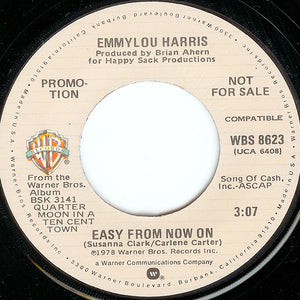 EMMYLOU HARRIS
Produced by Brian Ahern
for Happy Sack Productions
PROMO-
TION
NOT
FOR SALE
COMPATIBLE
WBS 8623
(UCA 6408)
From the
Warner Bros.
Album
BSK 3141
QUARTER
MOON IN A
TEN CENT
TOWN
Song Of Cash,
Inc.-ASCAP
3:07
EASY FROM NOW ON
(Susanna Clark/Carlene Carter)
℗1978 Warner Bros. Records Inc.
a Warner Communications Company
Made in U.S.A.